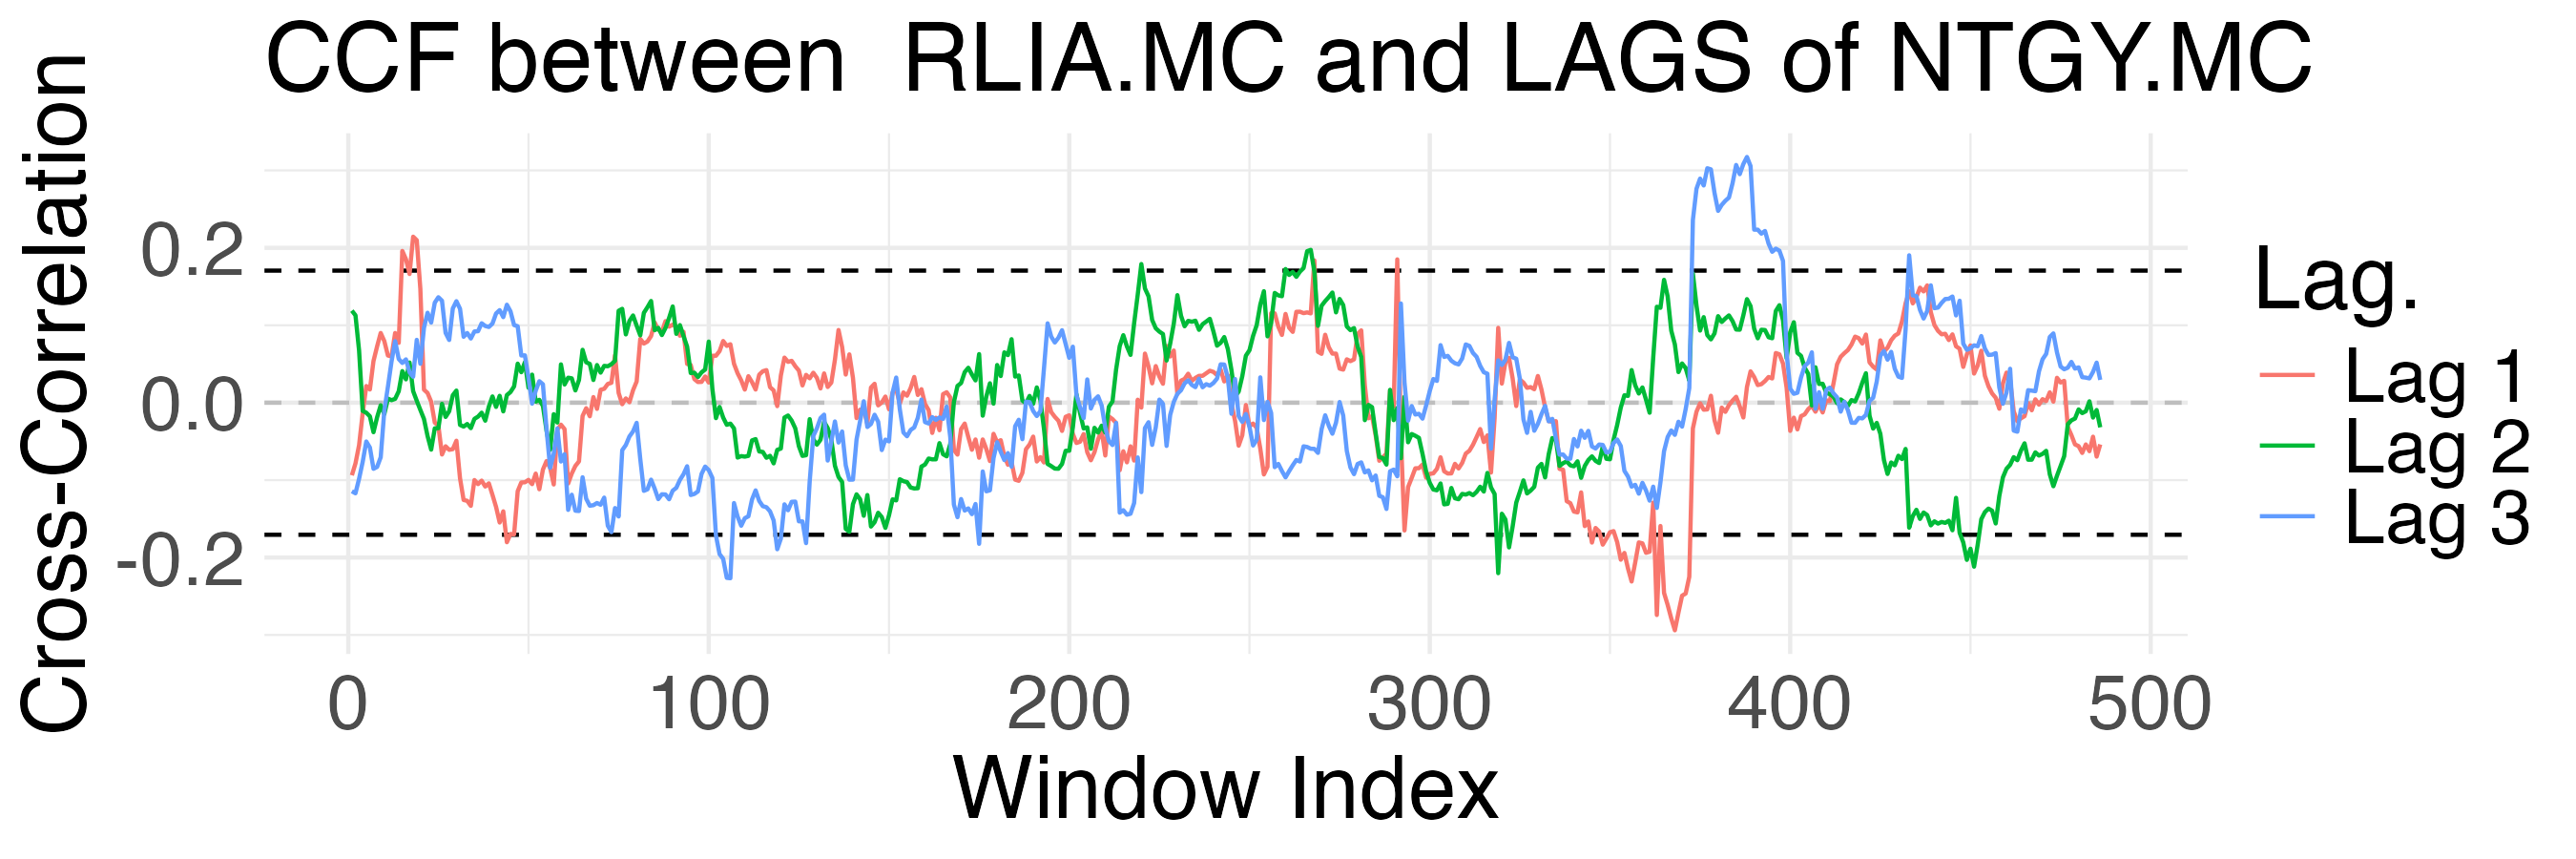 CCF between  RLIA.MC and LAGS of NTGY.MC
Cross-Correlation
0.2
0.0
-0.2
0 100 200 300 400 500
Window Index
Lag.
Lag 1
Lag 2
Lag 3